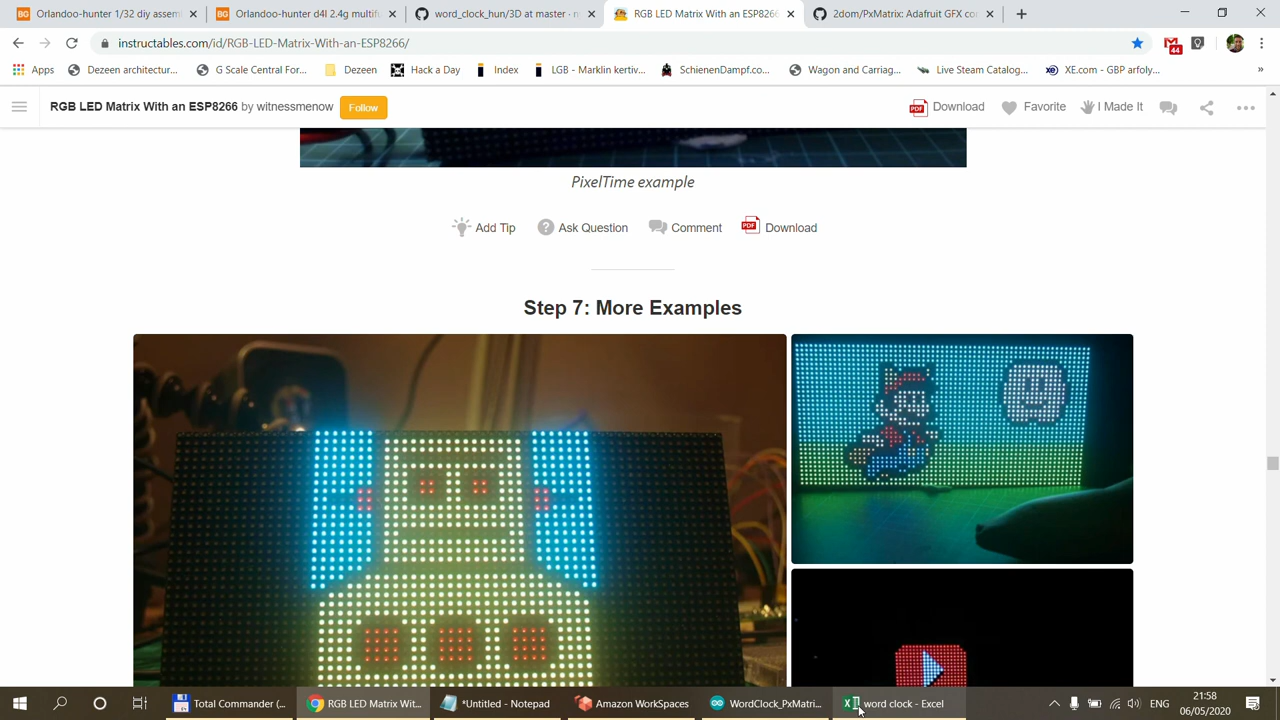 Orlandoo-hunter 1/32 diy assem
Orlandoo-hunter d4l 2.4g multifu
word_clock_hun/3D at master · n
RGB LED Matrix With an ESP8266
2dom/PxMatrix: Adafruit GFX co
instructables.com/id/RGB-LED-Matrix-With-an-ESP8266/
44
Apps
Dezeen architectur...
G Scale Central For...
Dezeen
Hack a Day
Index
LGB - Marklin kertiv...
SchienenDampf.co...
Wagon and Carriag...
Live Steam Catalog...
XE.com - GBP arfoly...
»
RGB LED Matrix With an ESP8266 by witnessmenow
Follow
PDF Download
Favorite
I Made It
PixelTime example
Add Tip
Ask Question
Comment
PDF Download
Step 7: More Examples
Total Commander (...
RGB LED Matrix Wit...
*Untitled - Notepad
Amazon WorkSpaces
WordClock_PxMatri...
word clock - Excel
ENG
21:58
06/05/2020